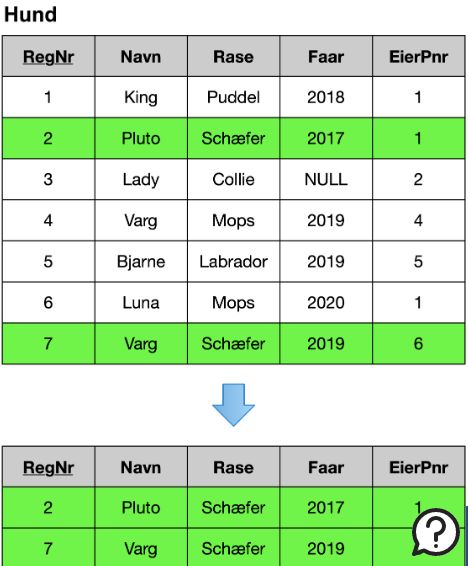 Hund
RegNr Navn Rase Faar EierPnr
1 King Puddel 2018 1
2 Pluto Schæfer 2017 1
3 Lady Collie NULL 2
4 Varg Mops 2019 4
5 Bjarne Labrador 2019 5
6 Luna Mops 2020 1
7 Varg Schæfer 2019 6
RegNr Navn Rase Faar EierPnr
2 Pluto Schæfer 2017 1
7 Varg Schæfer 2019
?